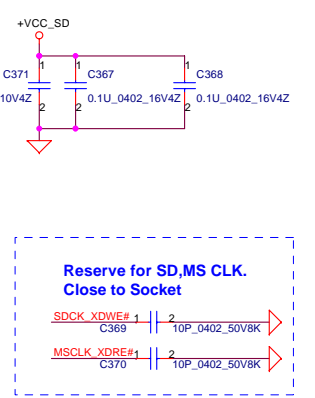 +VCC_SD
1 1 1
C371 C367 C368
10V4Z 0.1U_0402_16V4Z 0.1U_0402_16V4Z
2 2 2
Reserve for SD,MS CLK.
Close to Socket
SDCK_XDWE# 1 2
C369 10P_0402_50V8K
MSCLK_XDRE# 1 2
C370 10P_0402_50V8K